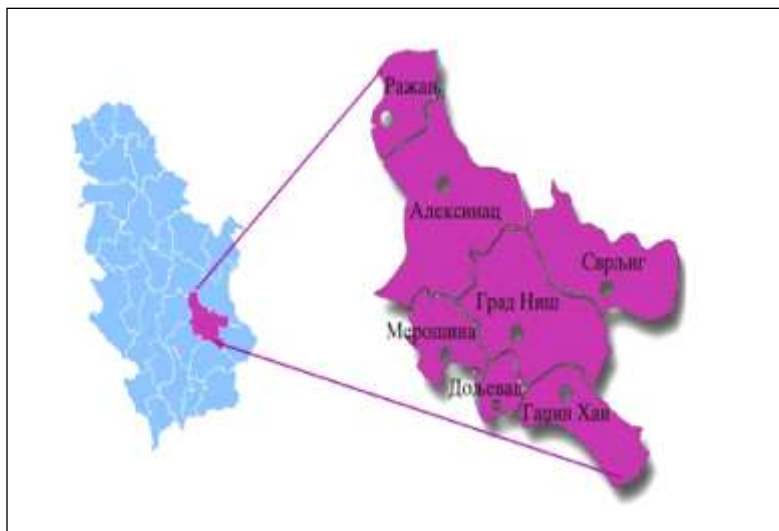 Ражањ
Алексинац
Сврљиг
Град Ниш
Мерошина
Дољевац
Гаџин Хан